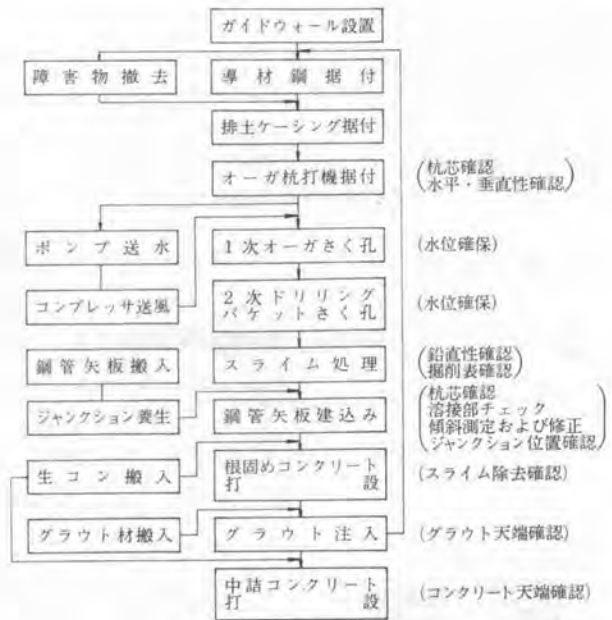 ガイドウォール設置
障害物撤去
導材鋼据付
排土ケーシング据付
オーガ杭打機据付
(杭芯確認
水平・垂直性確認)
ポンプ送水
1次オーガさく孔
(水位確保)
コンプレッサ送風
2次ドリリング
バケットさく孔
(水位確保)
鋼管矢板搬入
スライム処理
(鉛直性確認
掘削表確認)
ジャンクション養生
鋼管矢板建込み
(杭芯確認
溶接部チェック
傾斜測定および修正
ジャンクション位置確認)
生コン搬入
根固めコンクリート
打設
(スライム除去確認)
グラウト材搬入
グラウト注入
(グラウト天端確認)
中詰コンクリート
打設
(コンクリート天端確認)